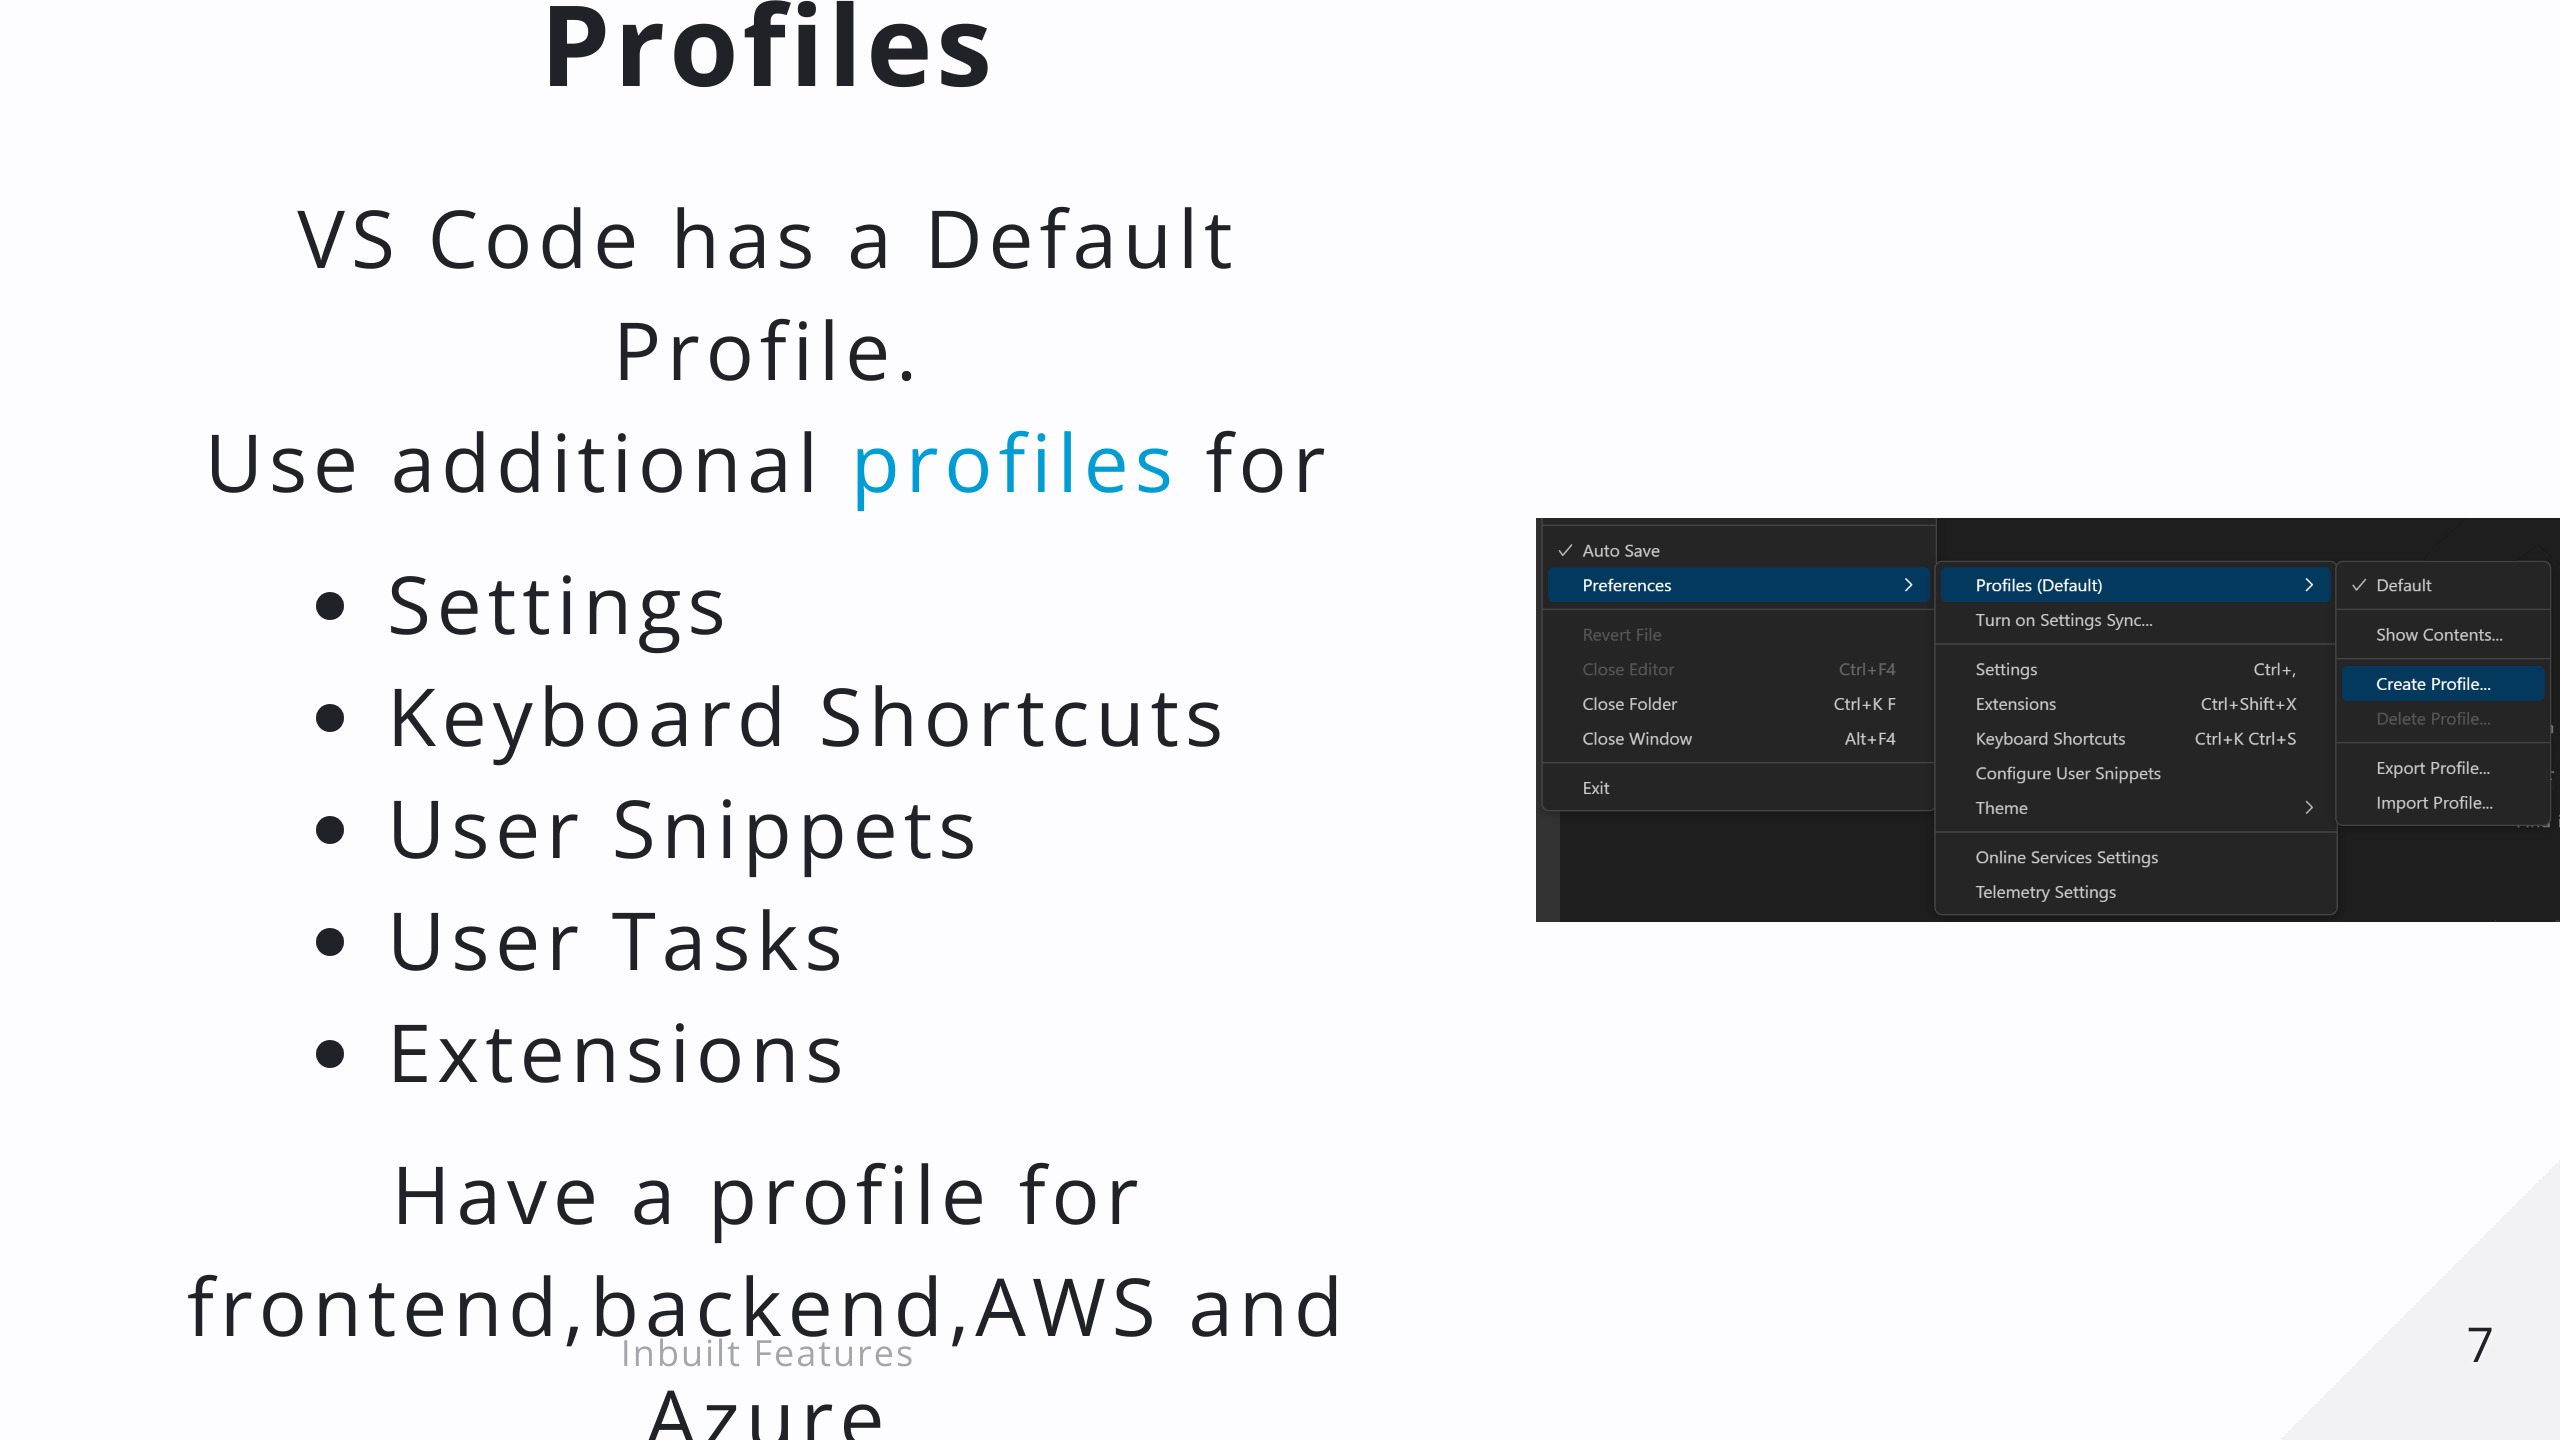 Profiles
VS Code has a Default
Profile.
Use additional profiles for
• Settings
• Keyboard Shortcuts
• User Snippets
• User Tasks
• Extensions
Have a profile for
frontend,backend,AWS and
Azure
Inbuilt Features
Auto Save
Preferences
Revert File
Close Editor Ctrl+F4
Close Folder Ctrl+K F
Close Window Alt+F4
Exit
Profiles (Default)
Turn on Settings Sync...
Settings Ctrl+,
Extensions Ctrl+Shift+X
Keyboard Shortcuts Ctrl+K Ctrl+S
Configure User Snippets
Theme
Online Services Settings
Telemetry Settings
Default
Show Contents...
Create Profile...
Delete Profile...
Export Profile...
Import Profile...
7